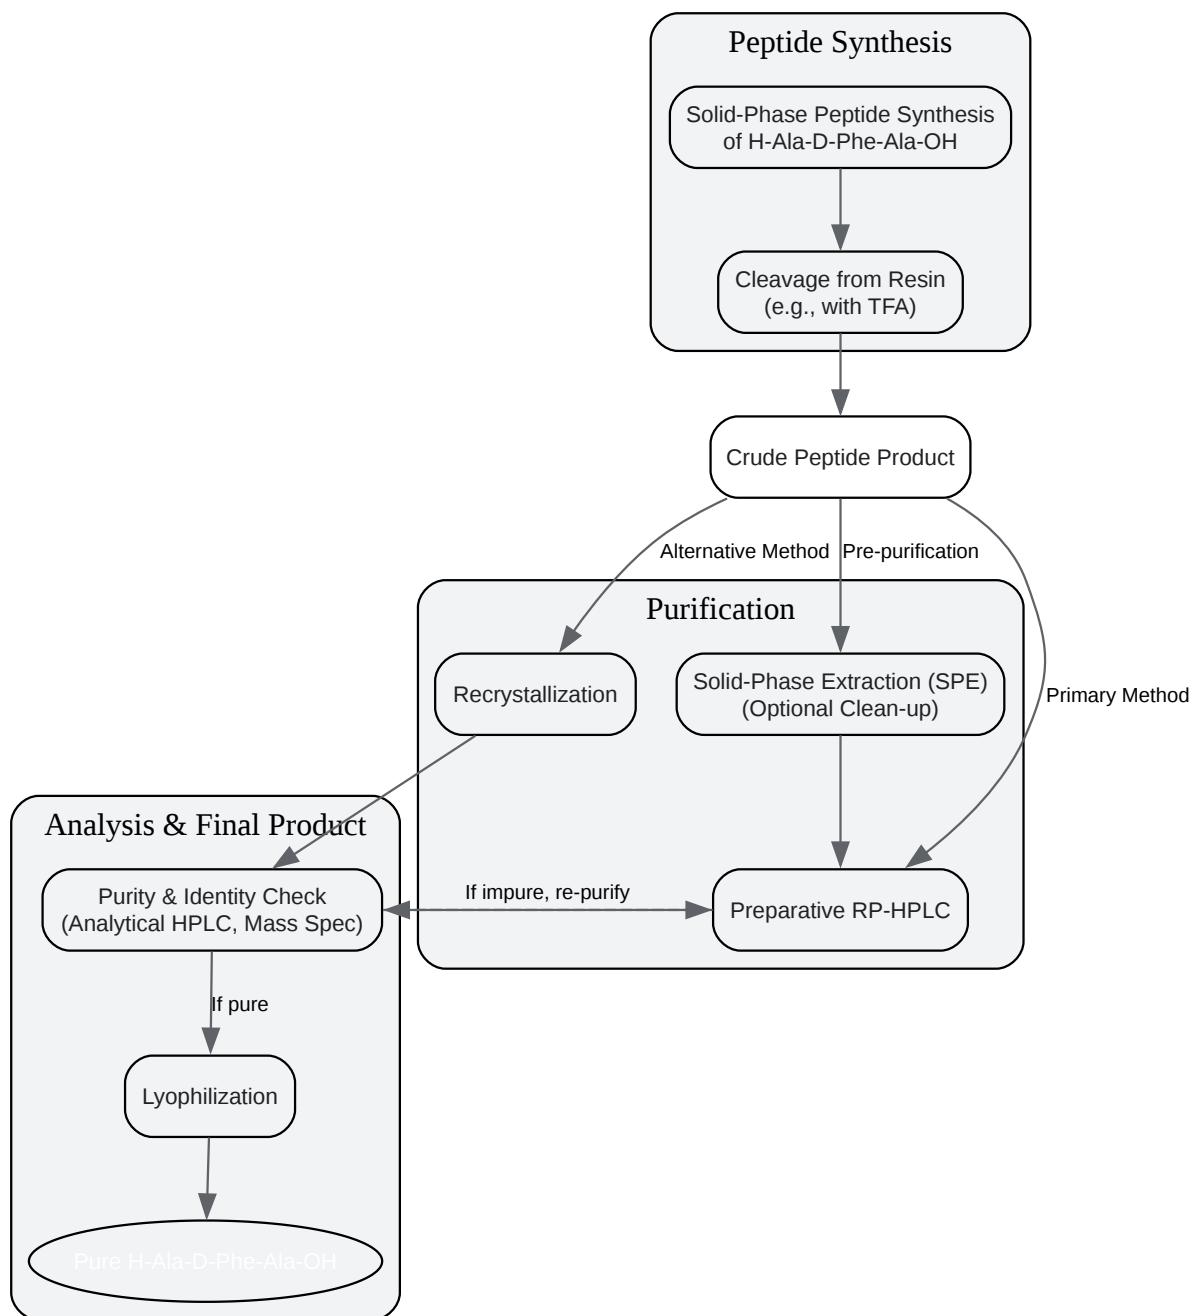 Peptide Synthesis
Solid-Phase Peptide Synthesis
of H-Ala-D-Phe-Ala-OH
Cleavage from Resin
(e.g., with TFA)
Crude Peptide Product
Alternative Method
Pre-purification
Primary Method
Purification
Recrystallization
Solid-Phase Extraction (SPE)
(Optional Clean-up)
Preparative RP-HPLC
If impure, re-purify
Analysis & Final Product
Purity & Identity Check
(Analytical HPLC, Mass Spec)
If pure
Lyophilization
Pure H-Ala-D-Phe-Ala-OH